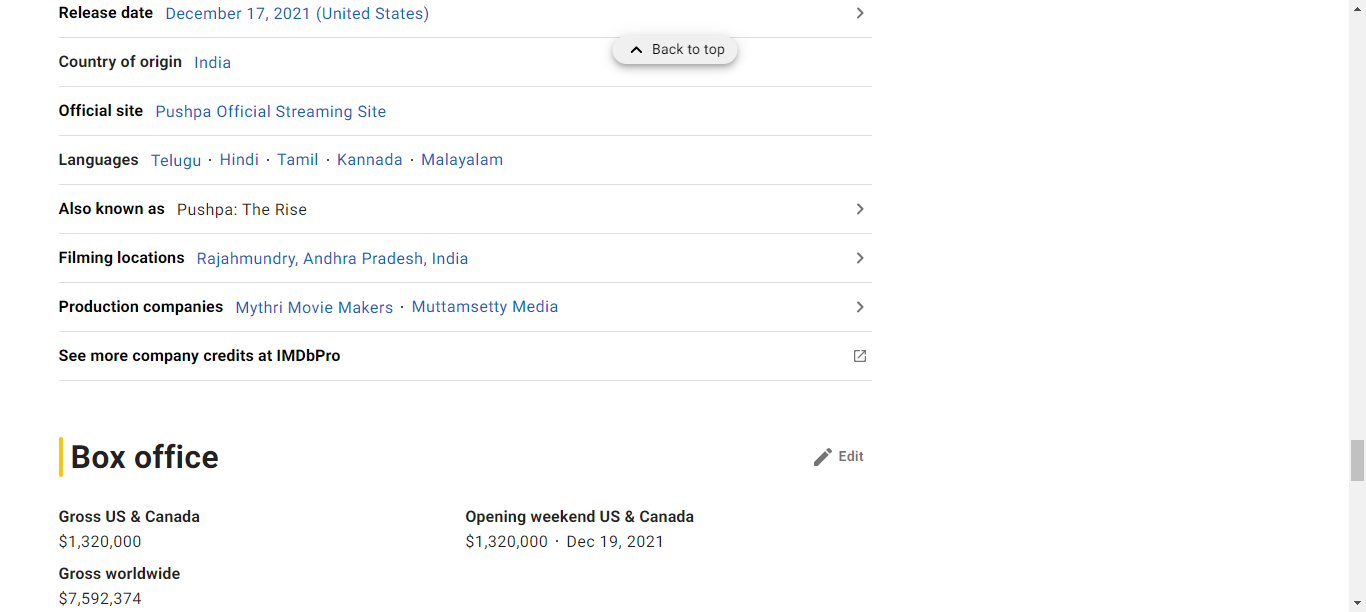 Release date December 17, 2021 (United States)
Back to top
Country of origin India
Official site Pushpa Official Streaming Site
Languages Telugu · Hindi · Tamil · Kannada · Malayalam
Also known as Pushpa: The Rise
Filming locations Rajahmundry, Andhra Pradesh, India
Production companies Mythri Movie Makers · Muttamsetty Media
See more company credits at IMDbPro
Box office Edit
Gross US & Canada Opening weekend US & Canada
$1,320,000 $1,320,000 · Dec 19, 2021
Gross worldwide
$7,592,374